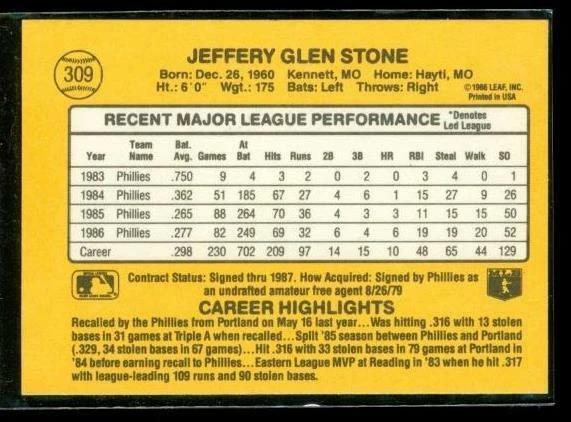 309
JEFFERY GLEN STONE
Born: Dec. 26, 1960 Kennett, MO Home: Hayti, MO
Ht.: 6'0" Wgt.: 175 Bats: Left Throws: Right
©1986 LEAF, INC.
Printed in USA
RECENT MAJOR LEAGUE PERFORMANCE *Denotes Led League
Year Team Name Bat. Avg. Games At Bat Hits Runs 2B 3B HR RBI Steal Walk SO
1983 Phillies .750 9 4 3 2 0 2 0 3 4 0 1
1984 Phillies .362 51 185 67 27 4 6 1 15 27 9 26
1985 Phillies .265 88 264 70 36 4 3 3 11 15 15 50
1986 Phillies .277 82 249 69 32 6 4 6 19 19 20 52
Career .298 230 702 209 97 14 15 10 48 65 44 129
Contract Status: Signed thru 1987. How Acquired: Signed by Phillies as
an undrafted amateur free agent 8/26/79
CAREER HIGHLIGHTS
Recalled by the Phillies from Portland on May 16 last year...Was hitting .316 with 13 stolen
bases in 31 games at Triple A when recalled...Split '85 season between Phillies and Portland
(.329, 34 stolen bases in 67 games)...Hit .316 with 33 stolen bases in 79 games at Portland in
'84 before earning recall to Phillies...Eastern League MVP at Reading in '83 when he hit .317
with league-leading 109 runs and 90 stolen bases.